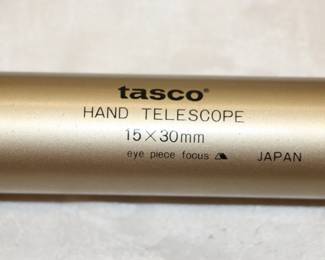 tasco®
HAND TELESCOPE
15×30mm
eye piece focus JAPAN